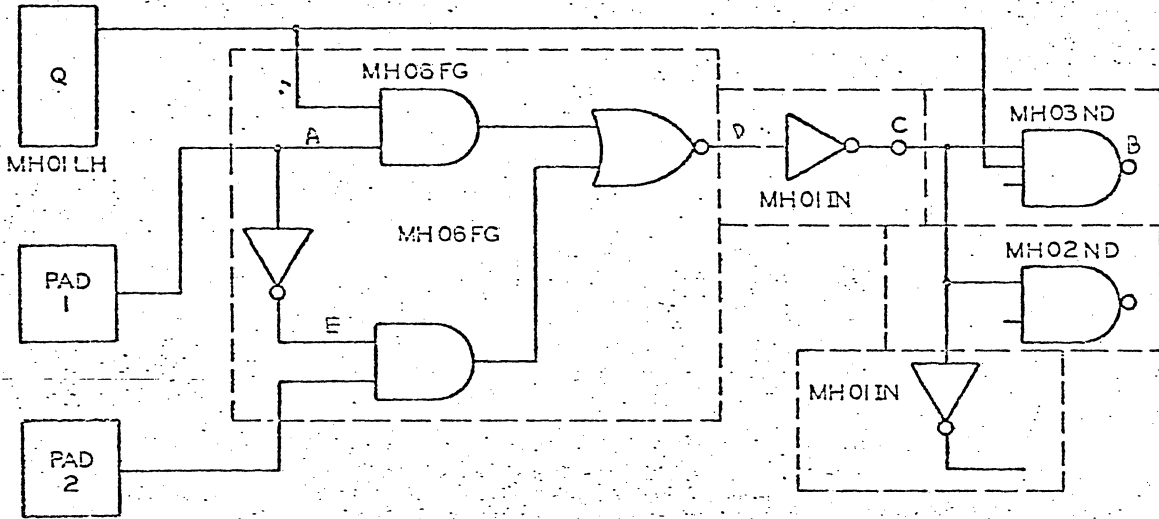 Q
MH01LH
MH06FG
A
MH06FG
E
D
MH01IN
C
MH03ND
B
MH02ND
MH01IN
PAD
1
PAD
2